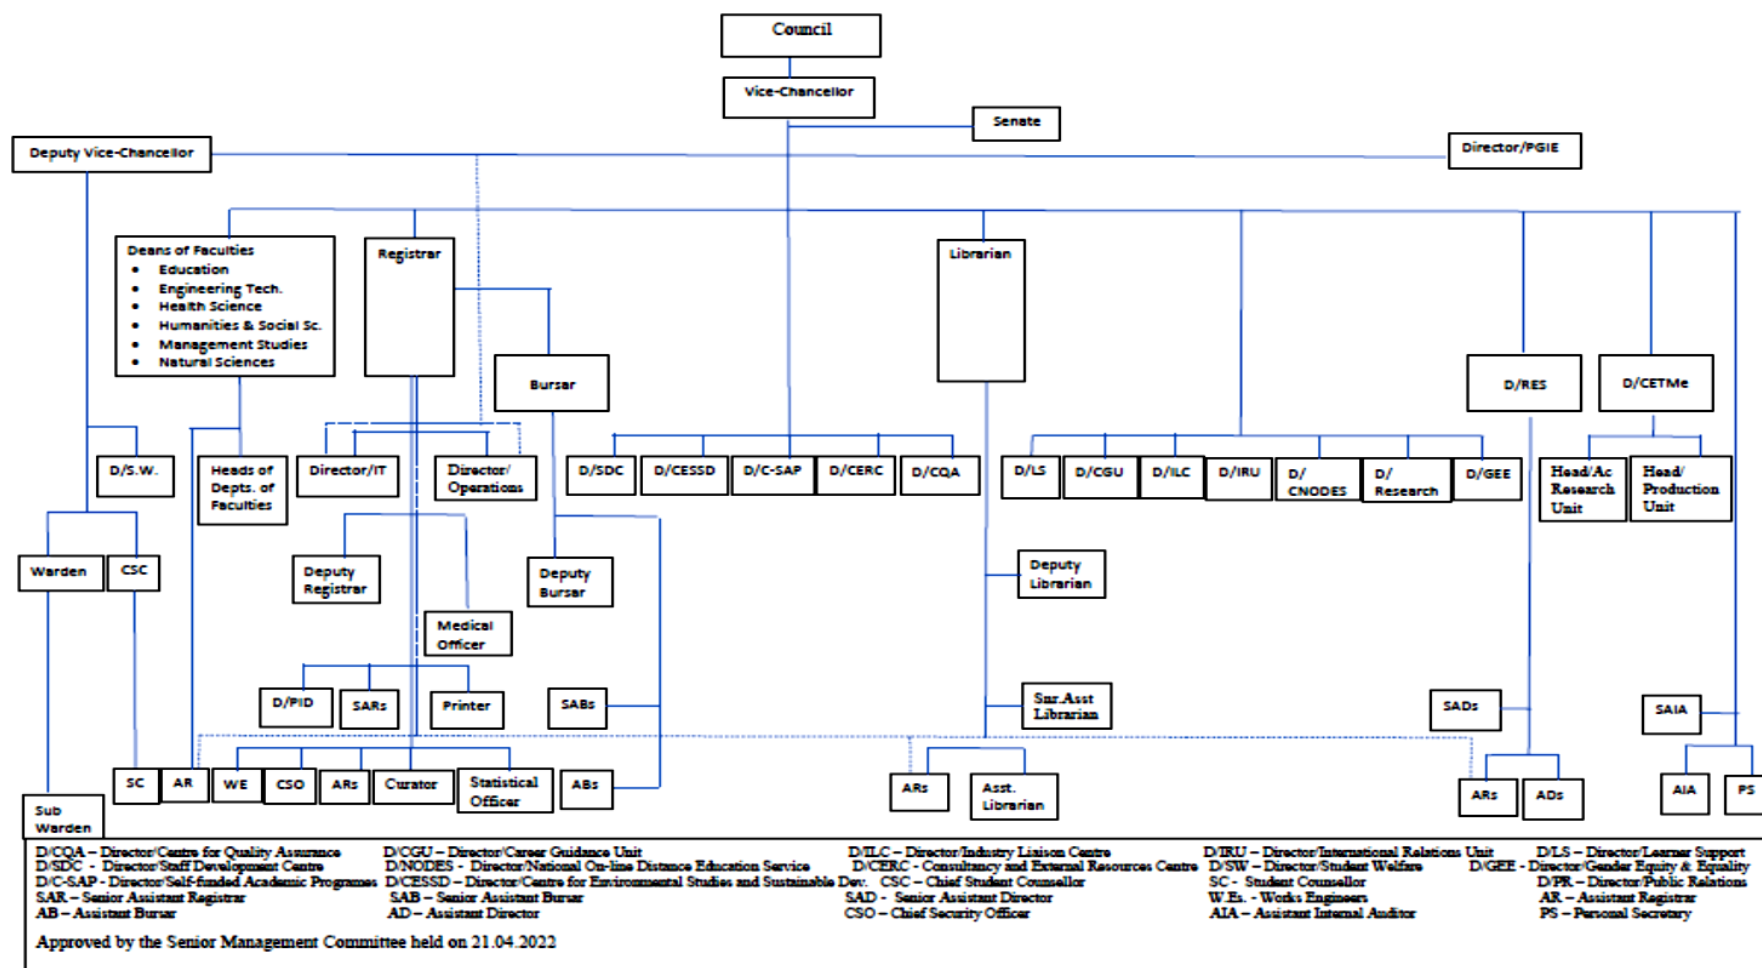 Council
Vice-Chancellor
Senate
Deputy Vice-Chancellor
Director/PGIE
Deans of Faculties
• Education
• Engineering Tech.
• Health Science
• Humanities & Social Sc.
• Management Studies
• Natural Sciences
Registrar
Librarian
Bursar
D/RES
D/CETMe
D/S.W.
Heads of
Depts. of
Faculties
Director/IT
Director/
Operations
D/SDC
D/CESSD
D/C-SAP
D/CERC
D/CQA
D/LS
D/CGU
D/ILC
D/IRU
D/
CNODES
D/
Research
D/GEE
Head/Ac
Research
Unit
Head/
Production
Unit
Warden
CSC
Deputy
Registrar
Deputy
Bursar
Deputy
Librarian
Medical
Officer
D/PID
SARs
Printer
SABs
Snr.Asst
Librarian
SADs
SAIA
SC
AR
WE
CSO
ARs
Curator
Statistical
Officer
ABs
ARs
Asst.
Librarian
ARs
ADs
AIA
PS
Sub
Warden
D/CQA – Director/Centre for Quality Assurance D/CGU – Director/Career Guidance Unit D/ILC – Director/Industry Liaison Centre D/IRU – Director/International Relations Unit D/LS – Director/Learner Support
D/SDC - Director/Staff Development Centre D/NODES - Director/National On-line Distance Education Service D/CERC - Consultancy and External Resources Centre D/SW – Director/Student Welfare D/GEE - Director/Gender Equity & Equality
D/C-SAP - Director/Self-funded Academic Programes D/CESSD – Director/Centre for Environmental Studies and Sustainable Dev. CSC – Chief Student Counsellor SC - Student Counsellor D/PR – Director/Public Relations
SAR – Senior Assistant Registrar SAB – Senior Assistant Bursar SAD - Senior Assistant Director W.Es. - Works Engineers AR – Assistant Registrar
AB – Assistant Bursar AD – Assistant Director CSO – Chief Security Officer AIA – Assistant Internal Auditor PS – Personal Secretary
Approved by the Senior Management Committee held on 21.04.2022